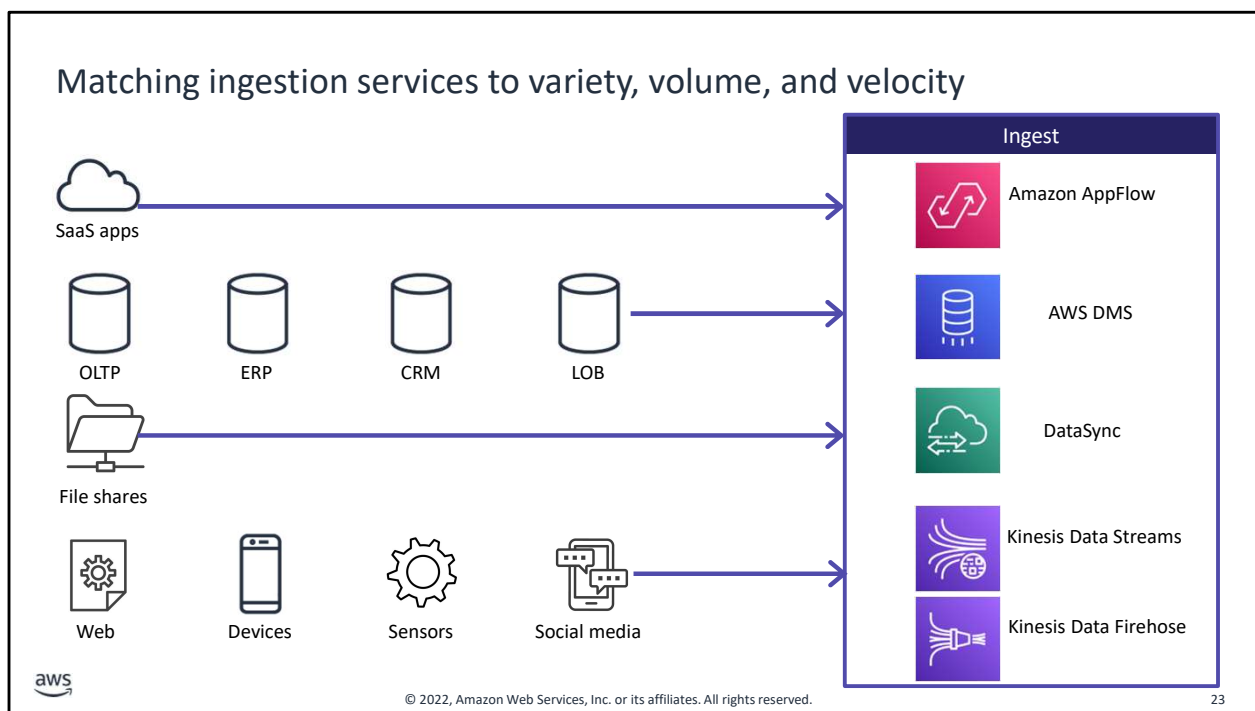 Matching ingestion services to variety, volume, and velocity
Ingest
SaaS apps
Amazon AppFlow
OLTP
ERP
CRM
LOB
AWS DMS
File shares
DataSync
Web
Devices
Sensors
Social media
Kinesis Data Streams
Kinesis Data Firehose
aws
© 2022, Amazon Web Services, Inc. or its affiliates. All rights reserved.
23